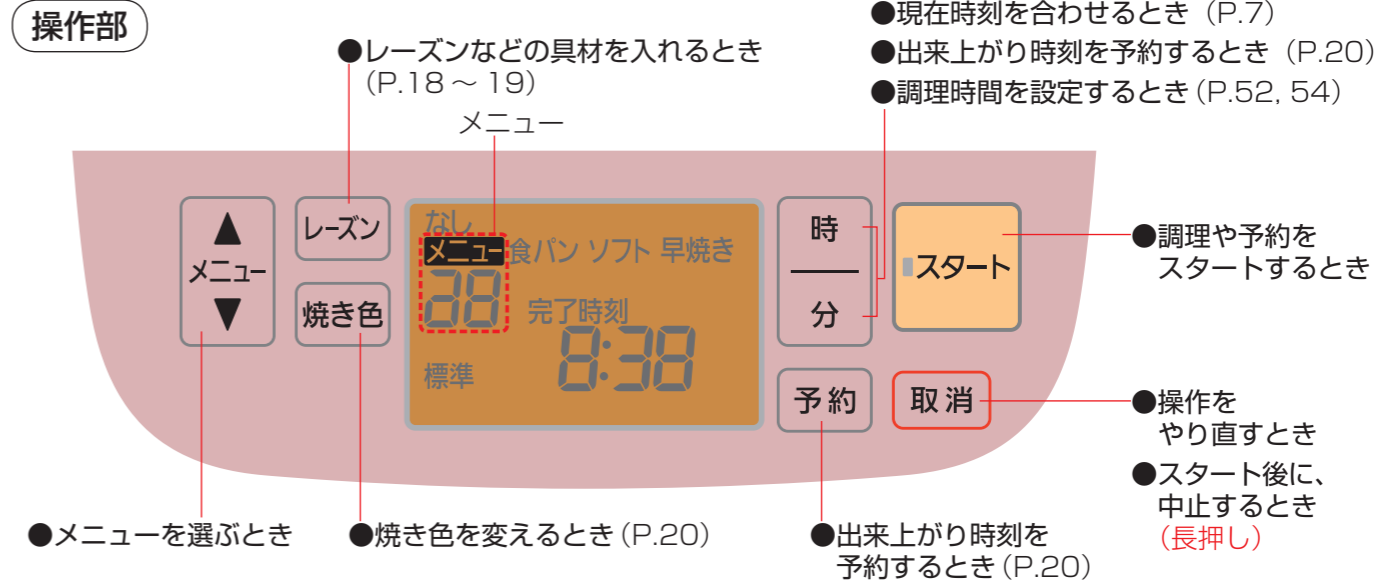 操作部
●現在時刻を合わせるとき（P.7）
●出来上がり時刻を予約するとき（P.20）
●調理時間を設定するとき（P.52, 54）
●レーズンなどの具材を入れるとき
（P.18～19）
メニュー
▲
メニュー
▼
レーズン
焼き色
なし
メニュー 食パン ソフト 早焼き
38
完了時刻
8:38
標準
時
分
予約
スタート
取消
●調理や予約を
スタートするとき
●操作を
やり直すとき
●スタート後に、
中止するとき
（長押し）
●メニューを選ぶとき
●焼き色を変えるとき（P.20）
●出来上がり時刻を
予約するとき（P.20）